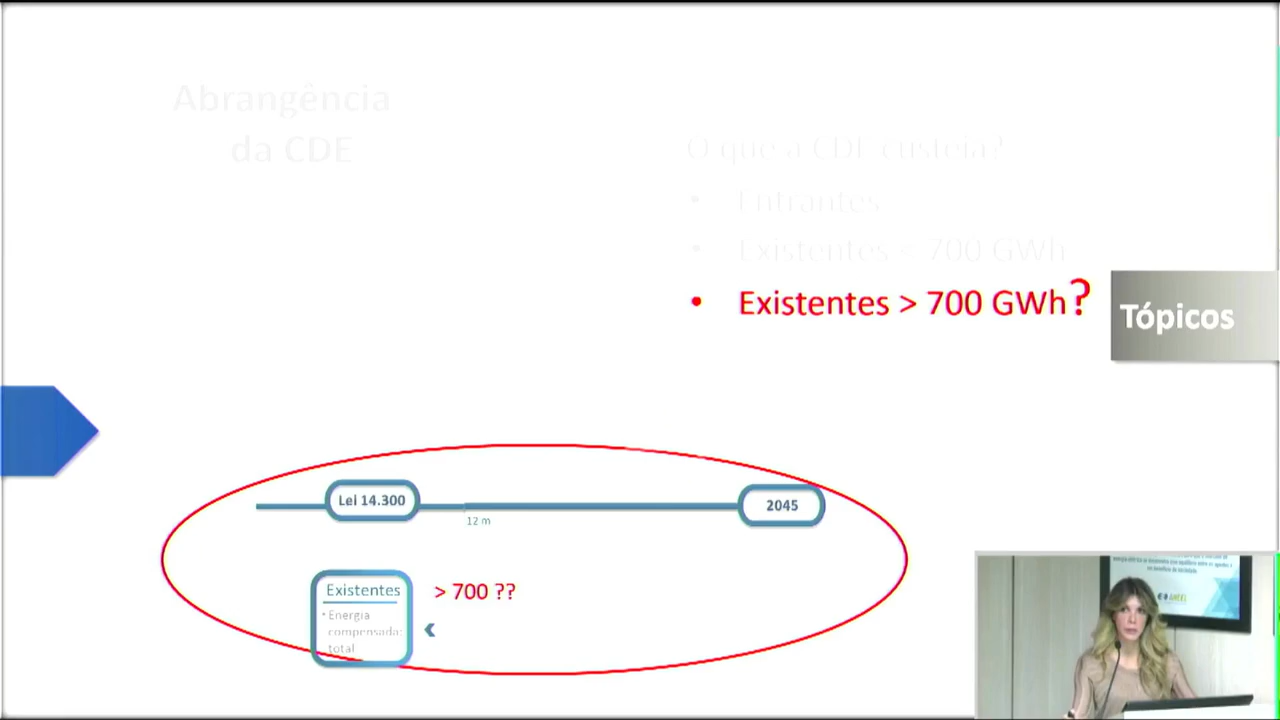 Abrangência
da CDE
O que a CDE custeia?
• Entrantes
• Existentes < 700 GWh
• Existentes > 700 GWh?
Tópicos
Lei 14.300
2045
12 m
Existentes
• Energia
compensada:
total
> 700 ??
ANEEL